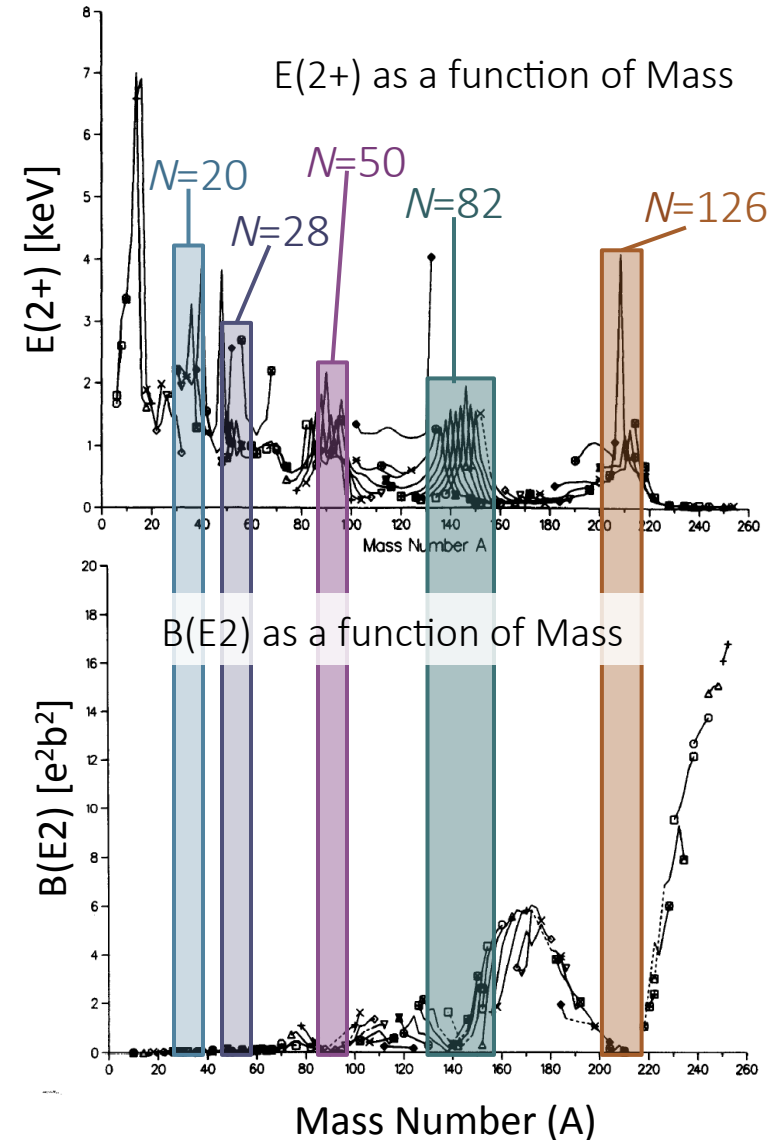 8
E(2+) as a function of Mass
7
6
N=50
N=20
5
N=82
N=126
N=28
E(2+) [keV]
4
3
2
1
0
0 20 40 60 80 100 120 140 160 180 200 220 240 260
Mass Number A
20
18
B(E2) as a function of Mass
16
14
12
B(E2) [e²b²]
10
8
6
4
2
0
0 20 40 60 80 100 120 140 160 180 200 220 240 260
Mass Number (A)